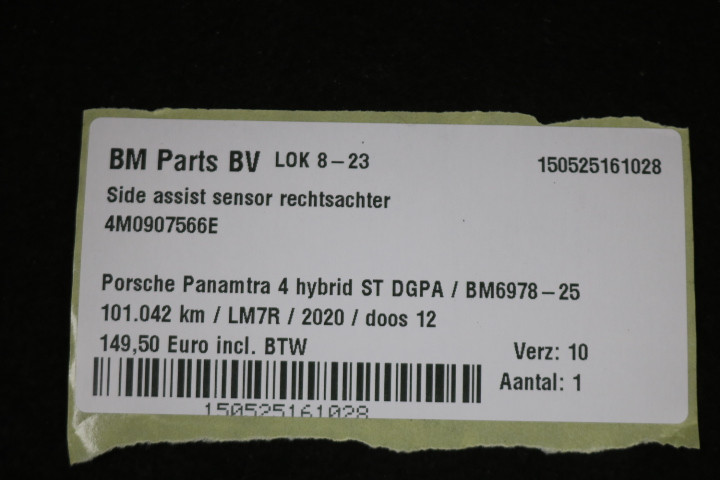 BM Parts BV LOK 8-23 150525161028
Side assist sensor rechtsachter
4M0907566E
Porsche Panamtra 4 hybrid ST DGPA / BM6978-25
101.042 km / LM7R / 2020 / doos 12
149,50 Euro incl. BTW
Verz: 10
Aantal: 1
150525161028